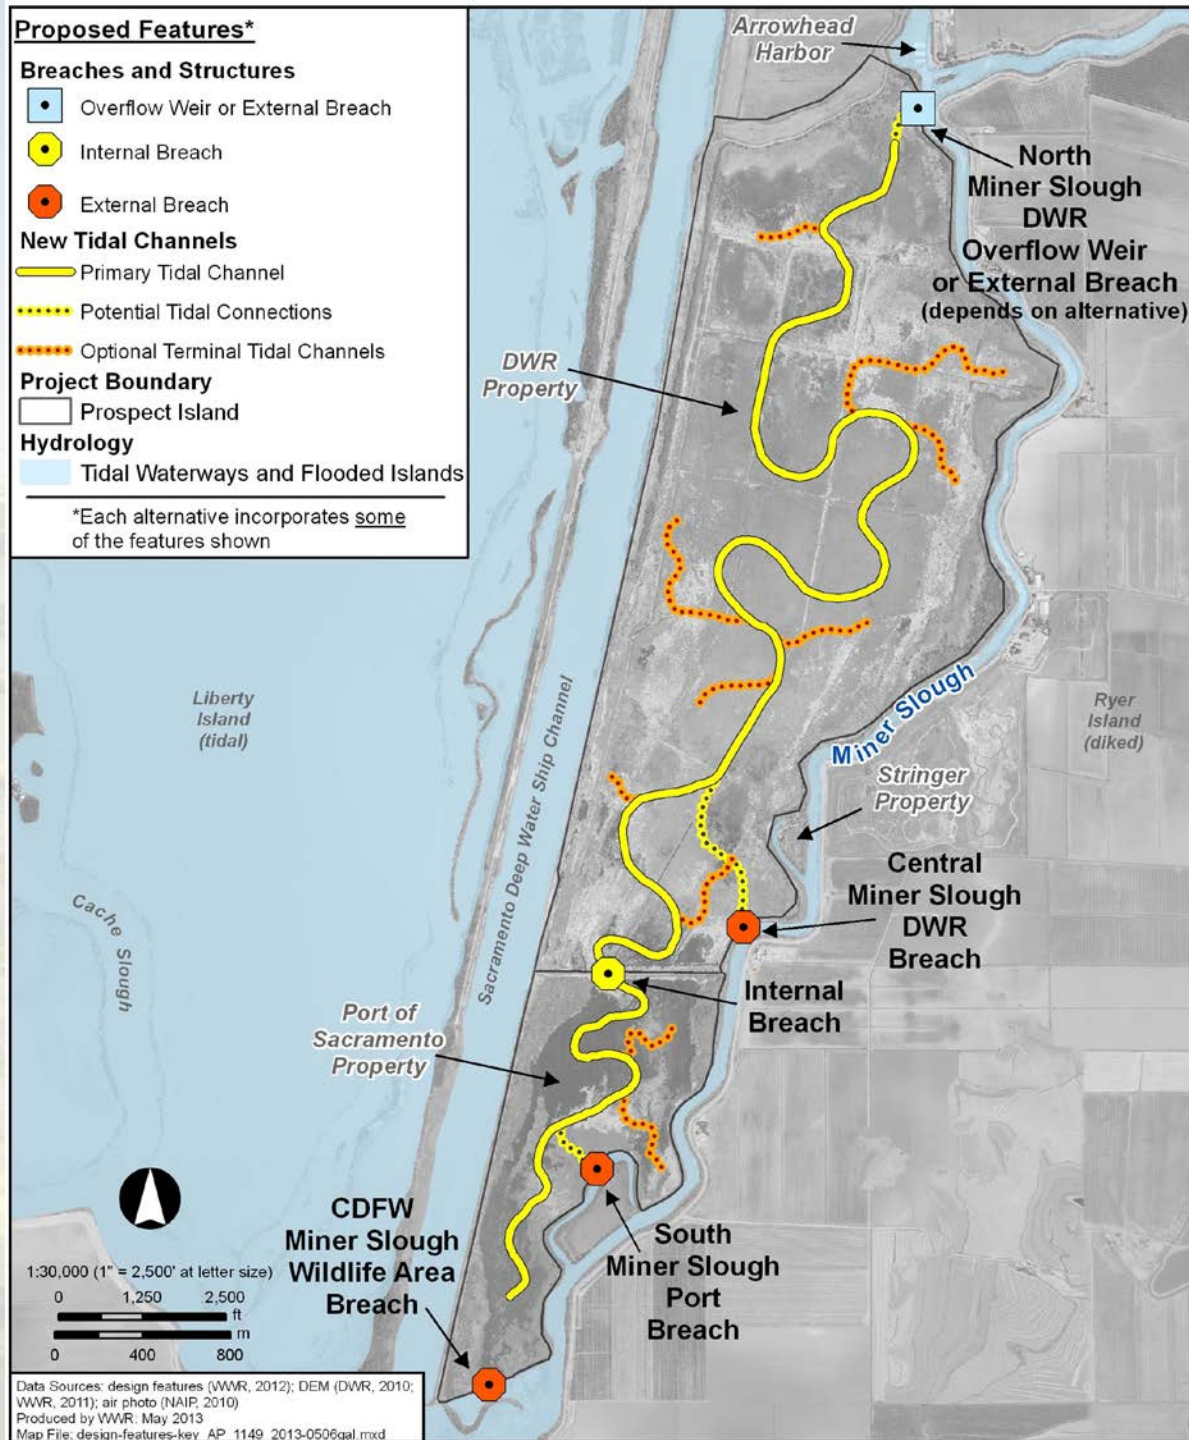 Proposed Features*
Breaches and Structures
Overflow Weir or External Breach
Internal Breach
External Breach
New Tidal Channels
Primary Tidal Channel
Potential Tidal Connections
Optional Terminal Tidal Channels
Project Boundary
Prospect Island
Hydrology
Tidal Waterways and Flooded Islands
*Each alternative incorporates some
of the features shown
Arrowhead
Harbor
North
Miner Slough
DWR
Overflow Weir
or External Breach
(depends on alternative)
DWR
Property
Liberty
Island
(tidal)
Sacramento Deep Water Ship Channel
Miner Slough
Ryer
Island
(diked)
Stringer
Property
Central
Miner Slough
DWR
Breach
Cache Slough
Internal
Breach
Port of
Sacramento
Property
CDFW
Miner Slough
Wildlife Area
Breach
South
Miner Slough
Port
Breach
1:30,000 (1" = 2,500' at letter size)
0 1,250 2,500
ft
m
0 400 800
Data Sources: design features (WWR, 2012); DEM (DWR, 2010;
WWR, 2011); air photo (NAIP, 2010)
Produced by WWR: May 2013
Map File: design-features-key_AP_1149_2013-0506gal.mxd